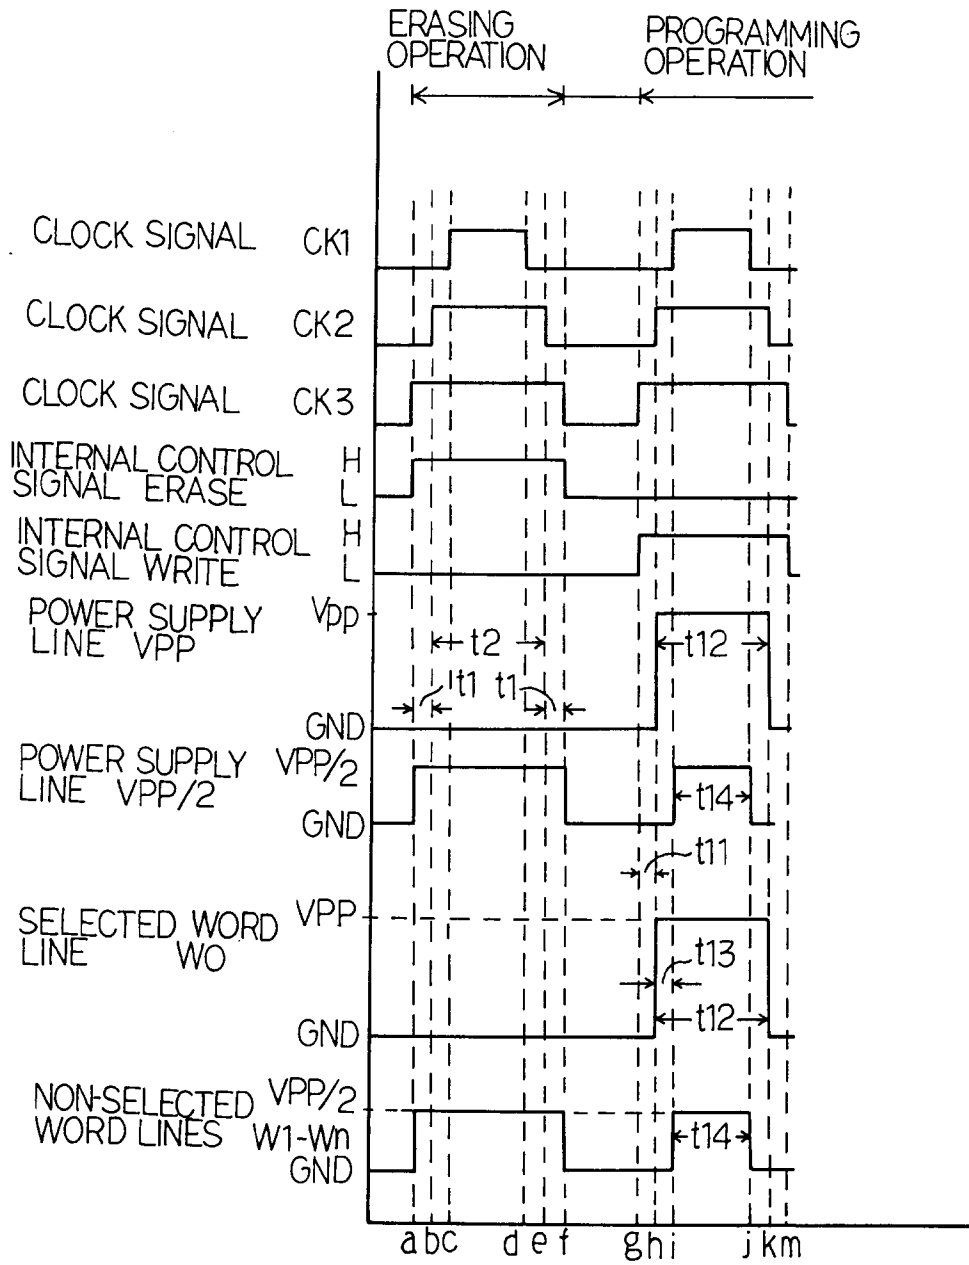 ERASING
OPERATION
PROGRAMMING
OPERATION
CLOCK SIGNAL CK1
CLOCK SIGNAL CK2
CLOCK SIGNAL CK3
INTERNAL CONTROL H
SIGNAL ERASE L
INTERNAL CONTROL H
SIGNAL WRITE L
POWER SUPPLY Vpp
LINE VPP
t2
t12
t1 t1
GND
POWER SUPPLY VPP/2
LINE VPP/2
t14
GND
t11
SELECTED WORD VPP
LINE WO
t13
t12
GND
NON-SELECTED VPP/2
WORD LINES W1-Wn
t14
GND
a b c d e f g h i j k m